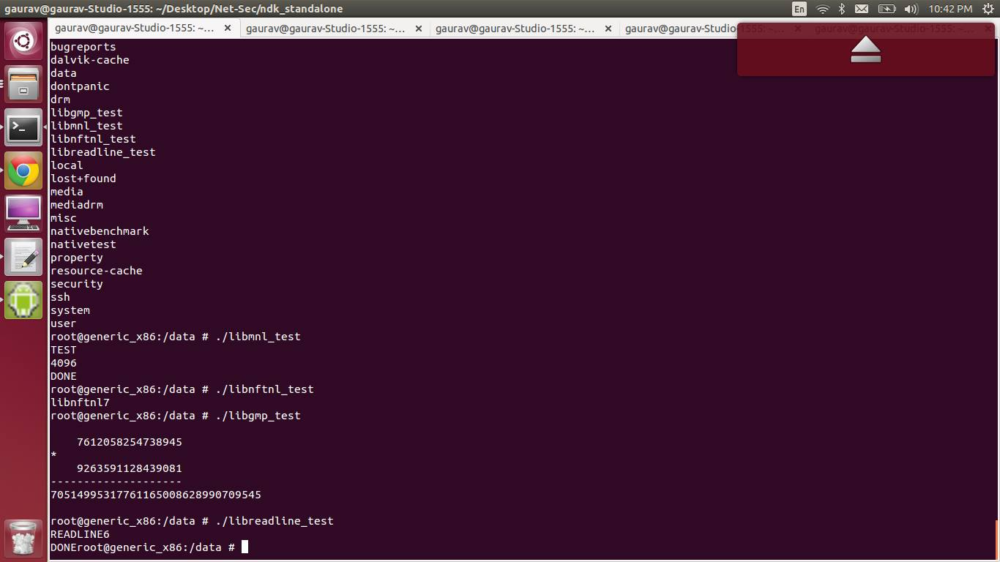 gaurav@gaurav-Studio-1555: ~/Desktop/Net-Sec/ndk_standalone
En
10:42 PM
gaurav@gaurav-Studio-1555: ~...
gaurav@gaurav-Studio-1555: ~...
gaurav@gaurav-Studio-1555: ~...
gaurav@gaurav-Studio-1555: ~...
gaurav@gaurav-Studio-1555: ~...
bugreports
dalvik-cache
data
dontpanic
drm
libgmp_test
libmnl_test
libnftnl_test
libreadline_test
local
lost+found
media
mediadrm
misc
nativebenchmark
nativetest
property
resource-cache
security
ssh
system
user
root@generic_x86:/data # ./libmnl_test
TEST
4096
DONE
root@generic_x86:/data # ./libnftnl_test
libnftnl7
root@generic_x86:/data # ./libgmp_test
7612058254738945
*
9263591128439081
--------------------
70514995317761165008628990709545
root@generic_x86:/data # ./libreadline_test
READLINE6
DONEroot@generic_x86:/data #